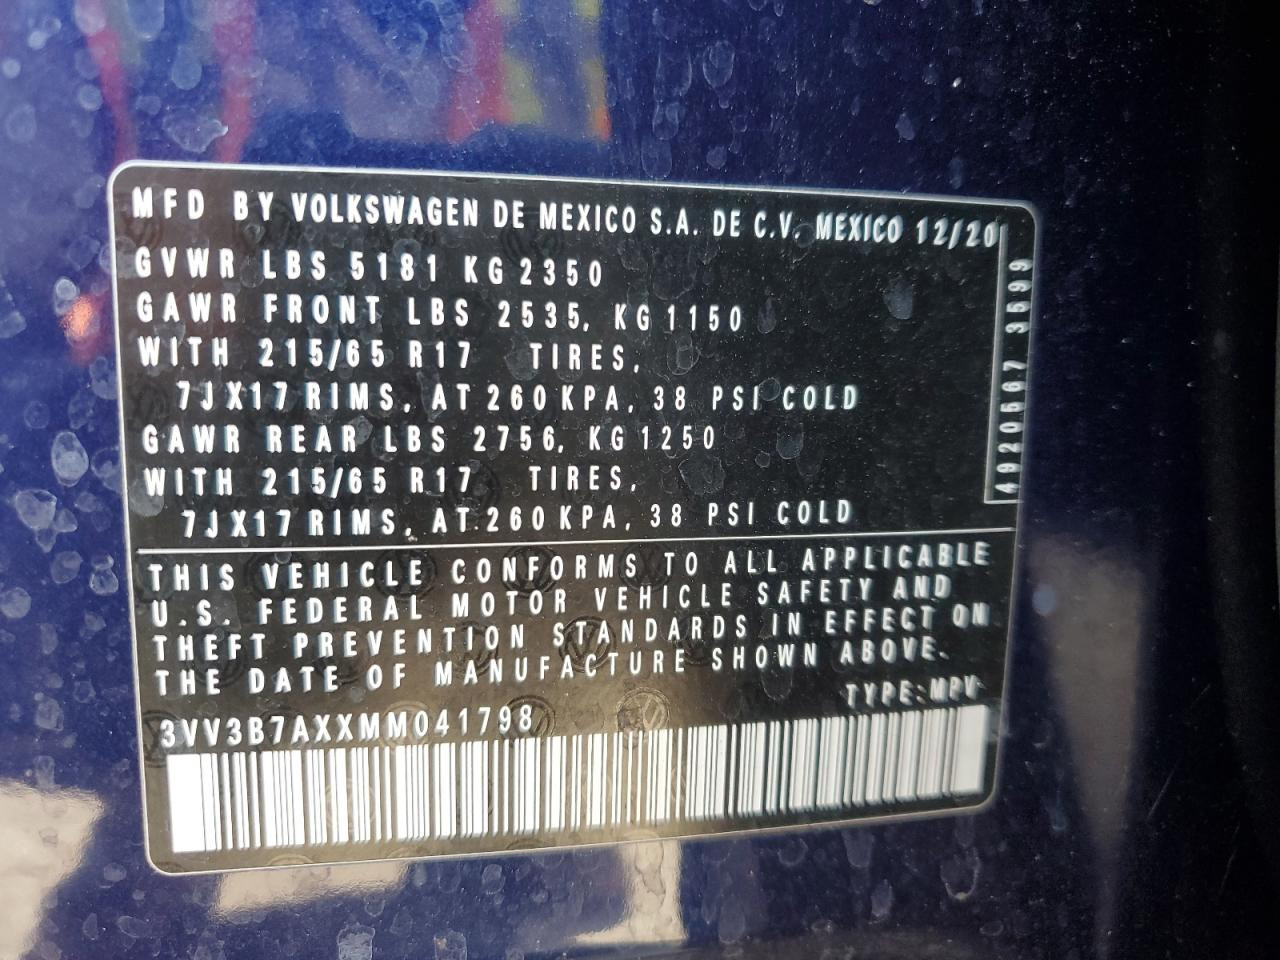 MFD BY VOLKSWAGEN DE MEXICO S.A. DE C.V. MEXICO 12/20
GVWR LBS 5181 KG 2350
GAWR FRONT LBS 2535, KG 1150
WITH 215/65 R17 TIRES,
7JX17 RIMS, AT 260 KPA, 38 PSI COLD
GAWR REAR LBS 2756, KG 1250
WITH 215/65 R17 TIRES,
7JX17 RIMS, AT 260 KPA, 38 PSI COLD
4920667 3599
THIS VEHICLE CONFORMS TO ALL APPLICABLE
U.S. FEDERAL MOTOR VEHICLE SAFETY AND
THEFT PREVENTION STANDARDS IN EFFECT ON
THE DATE OF MANUFACTURE SHOWN ABOVE.
TYPE:MPV
3VV3B7AXXMM041798